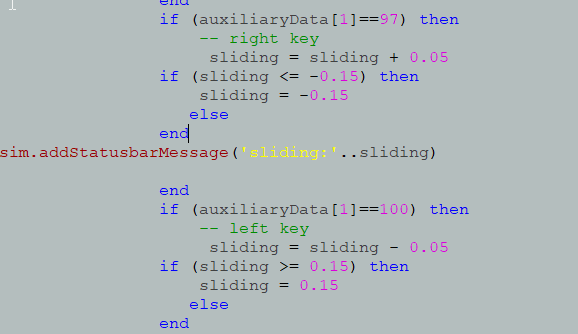 end
if (auxiliaryData[1]==97) then
-- right key
sliding = sliding + 0.05
if (sliding <= -0.15) then
sliding = -0.15
else
end
sim.addStatusbarMessage('sliding:'..sliding)
end
if (auxiliaryData[1]==100) then
-- left key
sliding = sliding - 0.05
if (sliding >= 0.15) then
sliding = 0.15
else
end